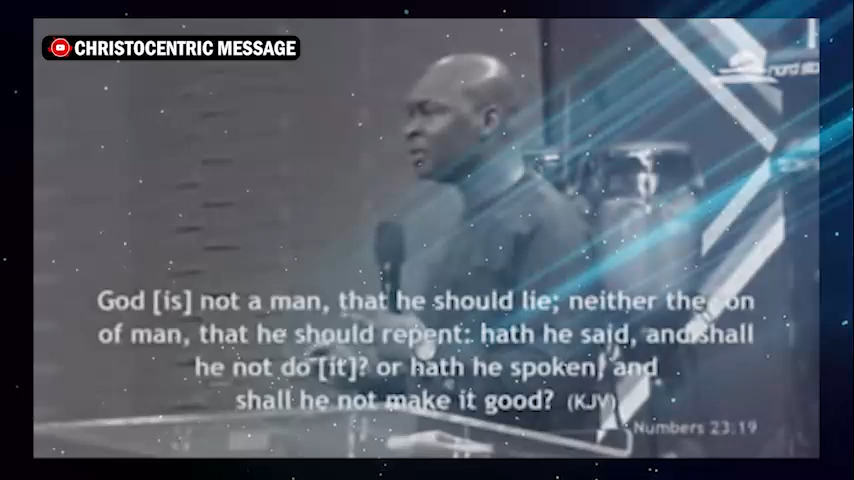 CHRISTOCENTRIC MESSAGE
nord
God [is] not a man, that he should lie; neither the son
of man, that he should repent: hath he said, and shall
he not do [it]? or hath he spoken, and
shall he not make it good? (KJV)
Numbers 23:19